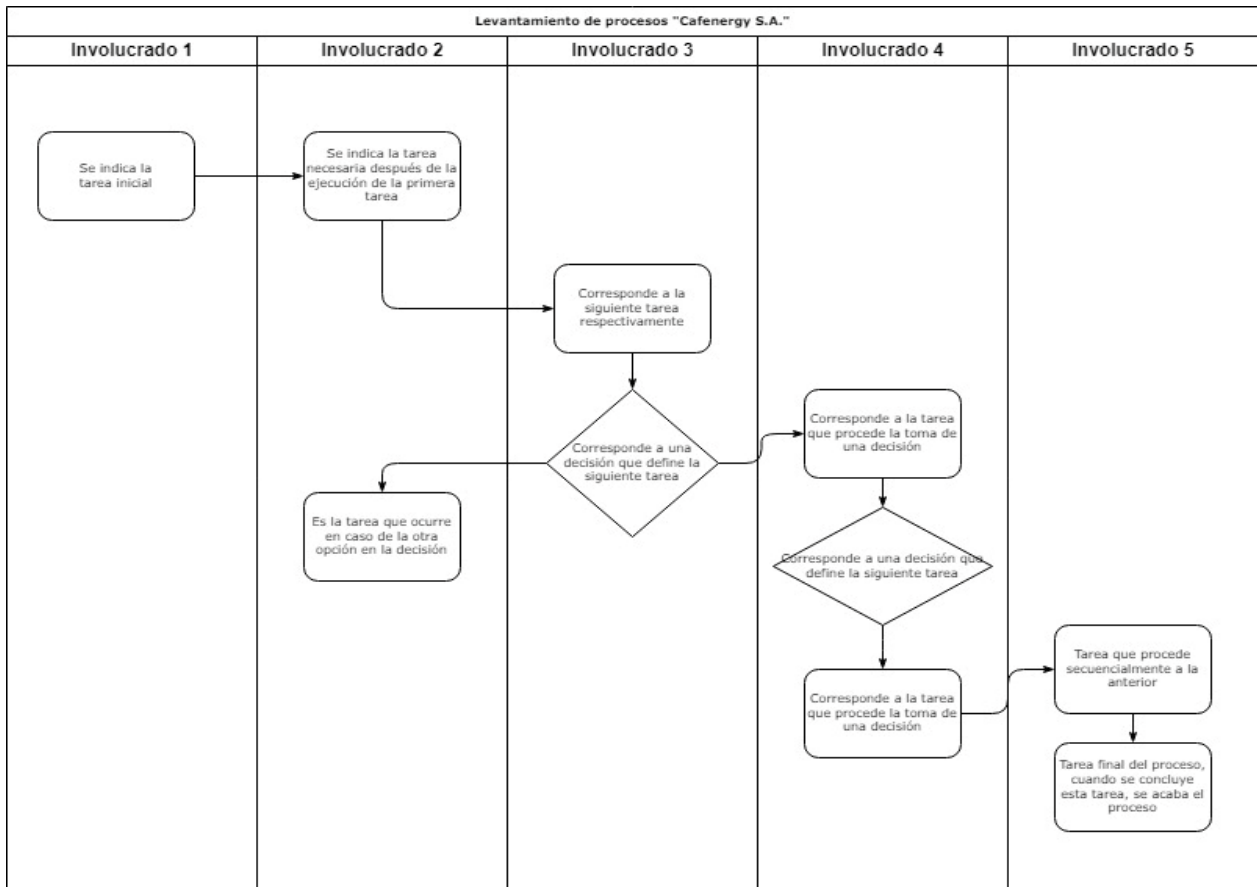 Levantamiento de procesos "Cafenergy S.A."
Involucrado 1
Involucrado 2
Involucrado 3
Involucrado 4
Involucrado 5
Se indica la
tarea inicial
Se indica la tarea
necesaria después de la
ejecución de la primera
tarea
Corresponde a la
siguiente tarea
respectivamente
Corresponde a una
decisión que define la
siguiente tarea
Es la tarea que ocurre
en caso de la otra
opción en la decisión
Corresponde a la tarea
que procede la toma de
una decisión
Corresponde a una decisión que
define la siguiente tarea
Corresponde a la tarea
que procede la toma de
una decisión
Tarea que procede
secuencialmente a la
anterior
Tarea final del proceso,
cuando se concluye
esta tarea, se acaba el
proceso